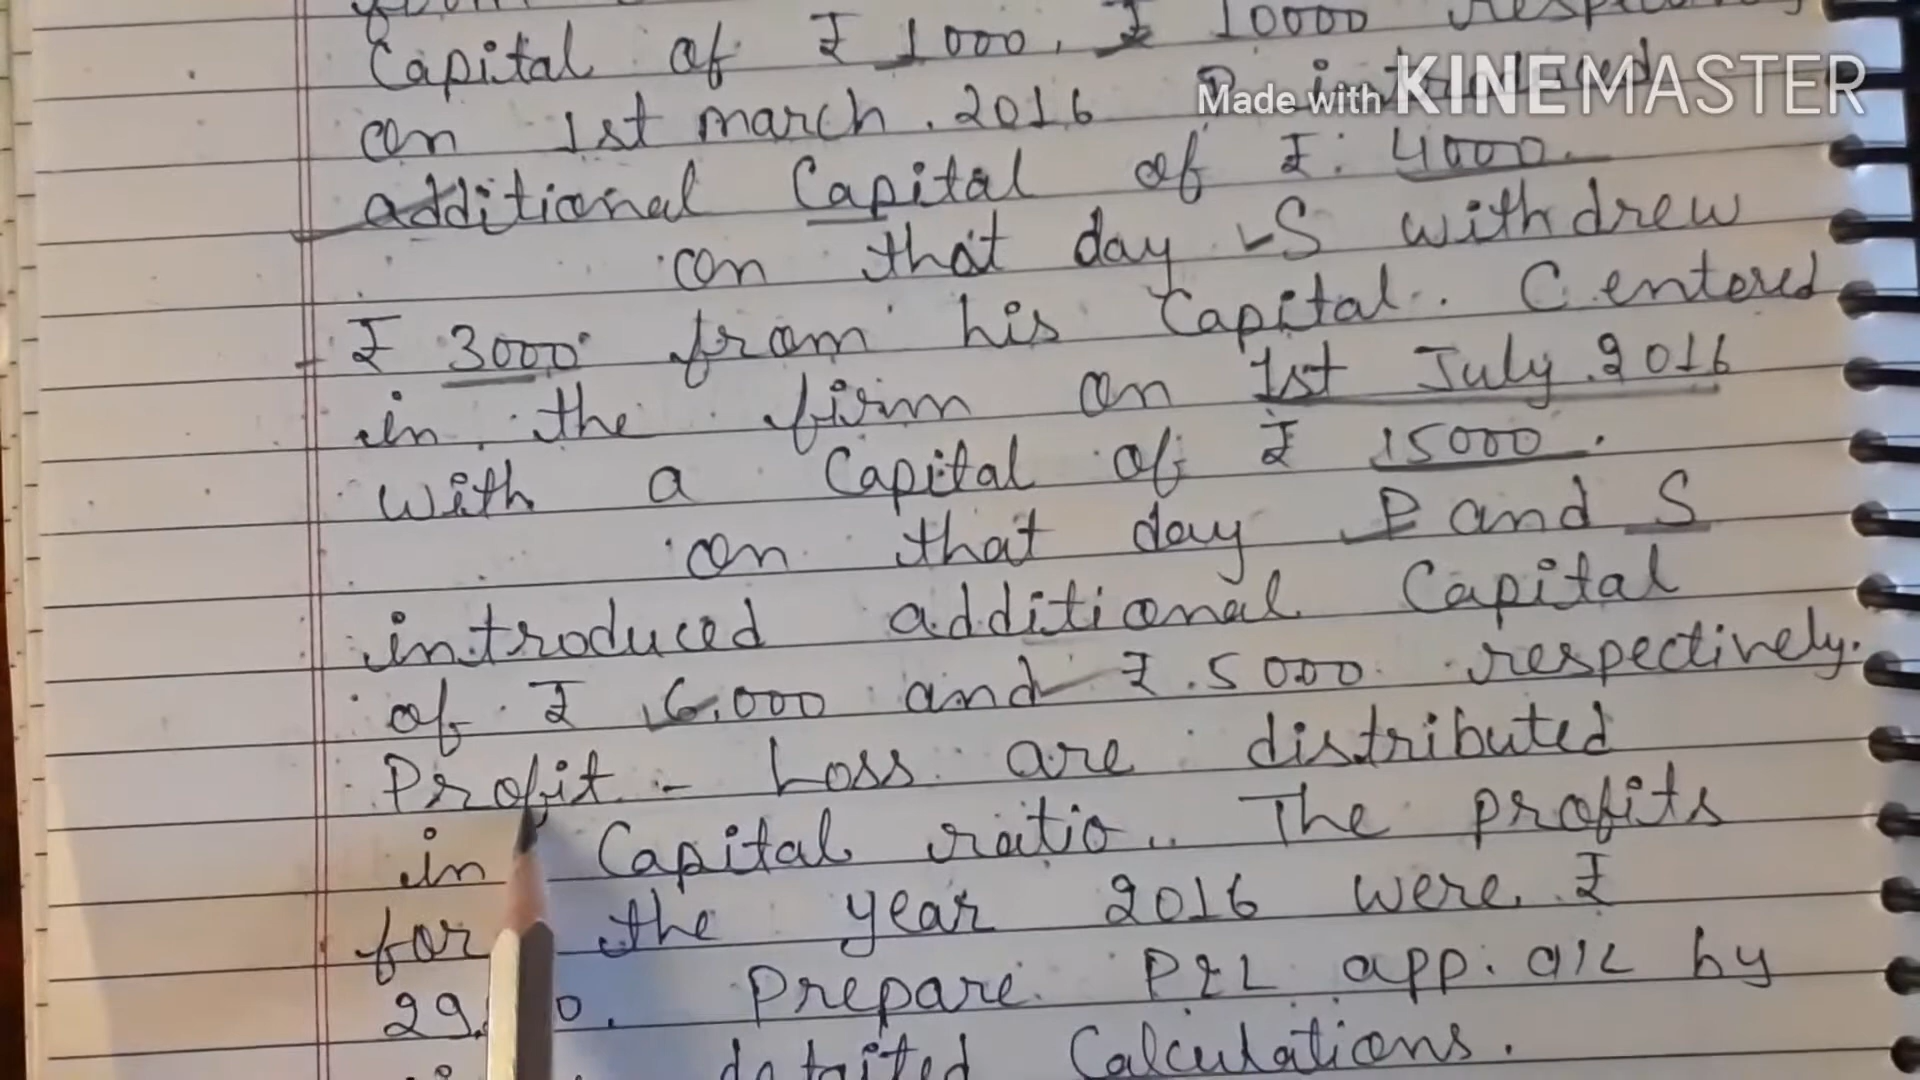 Capital of ₹ 1000, ₹ 10000
on 1st march. 2016 P introduced
Made with KINEMASTER
additional Capital of ₹. 4000.
on that day S withdrew
₹ 3000 from his Capital. C entered
in the firm on 1st July. 2016
with a Capital of ₹ 15000.
on that day P and S
introduced additional Capital
of ₹ 6,000 and ₹. 5000 respectively.
Profit - Loss are distributed
in Capital ratio. The profits
for the year 2016 were ₹
Prepare P&L app. a/c by
Calculations.